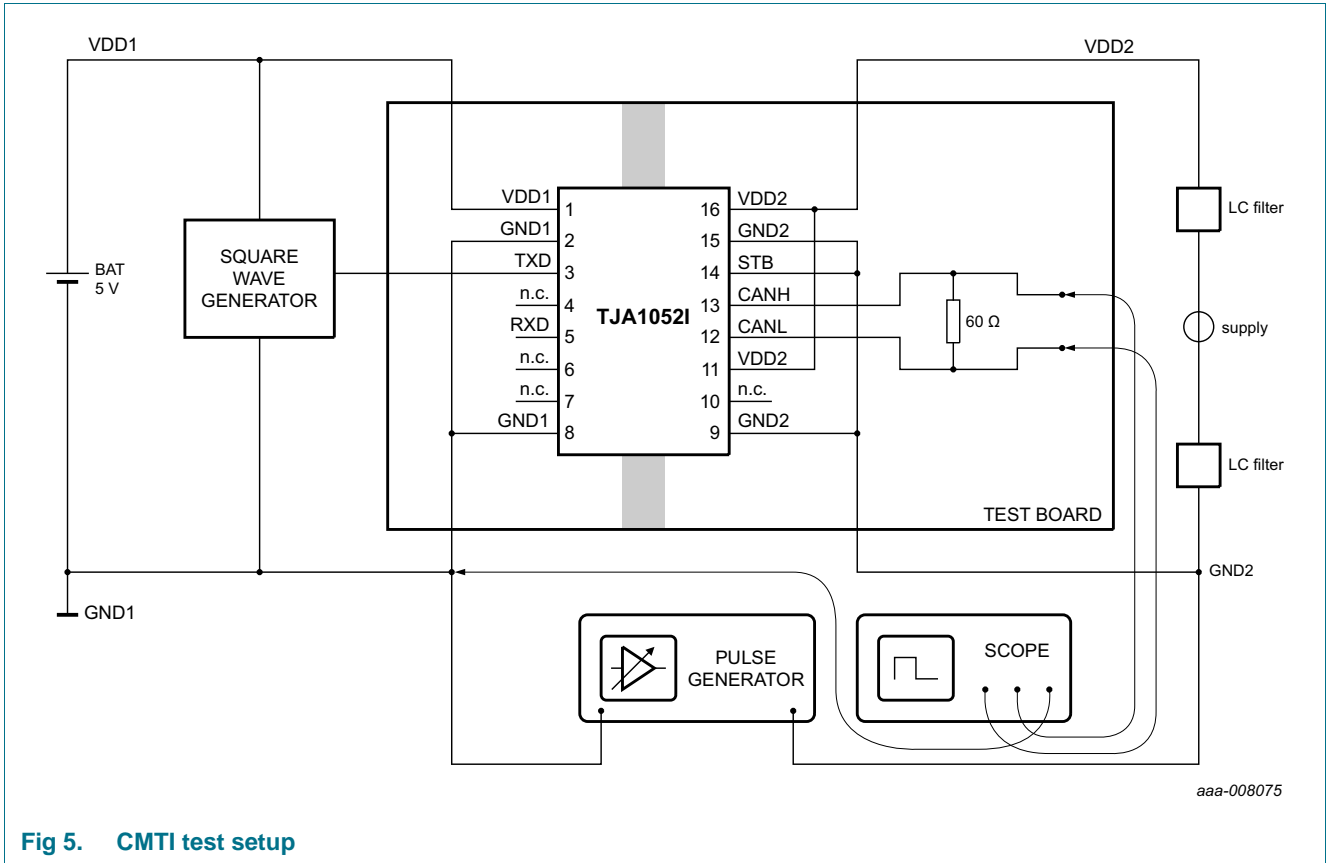 VDD1
VDD2
BAT
5 V
SQUARE
WAVE
GENERATOR
VDD1
1
GND1
2
TXD
3
n.c.
4
RXD
5
n.c.
6
n.c.
7
GND1
8
TJA1052I
16
VDD2
15
GND2
14
STB
13
CANH
12
CANL
11
VDD2
10
n.c.
9
GND2
60 Ω
TEST BOARD
LC filter
supply
LC filter
GND2
GND1
PULSE
GENERATOR
SCOPE
aaa-008075
Fig 5. CMTI test setup